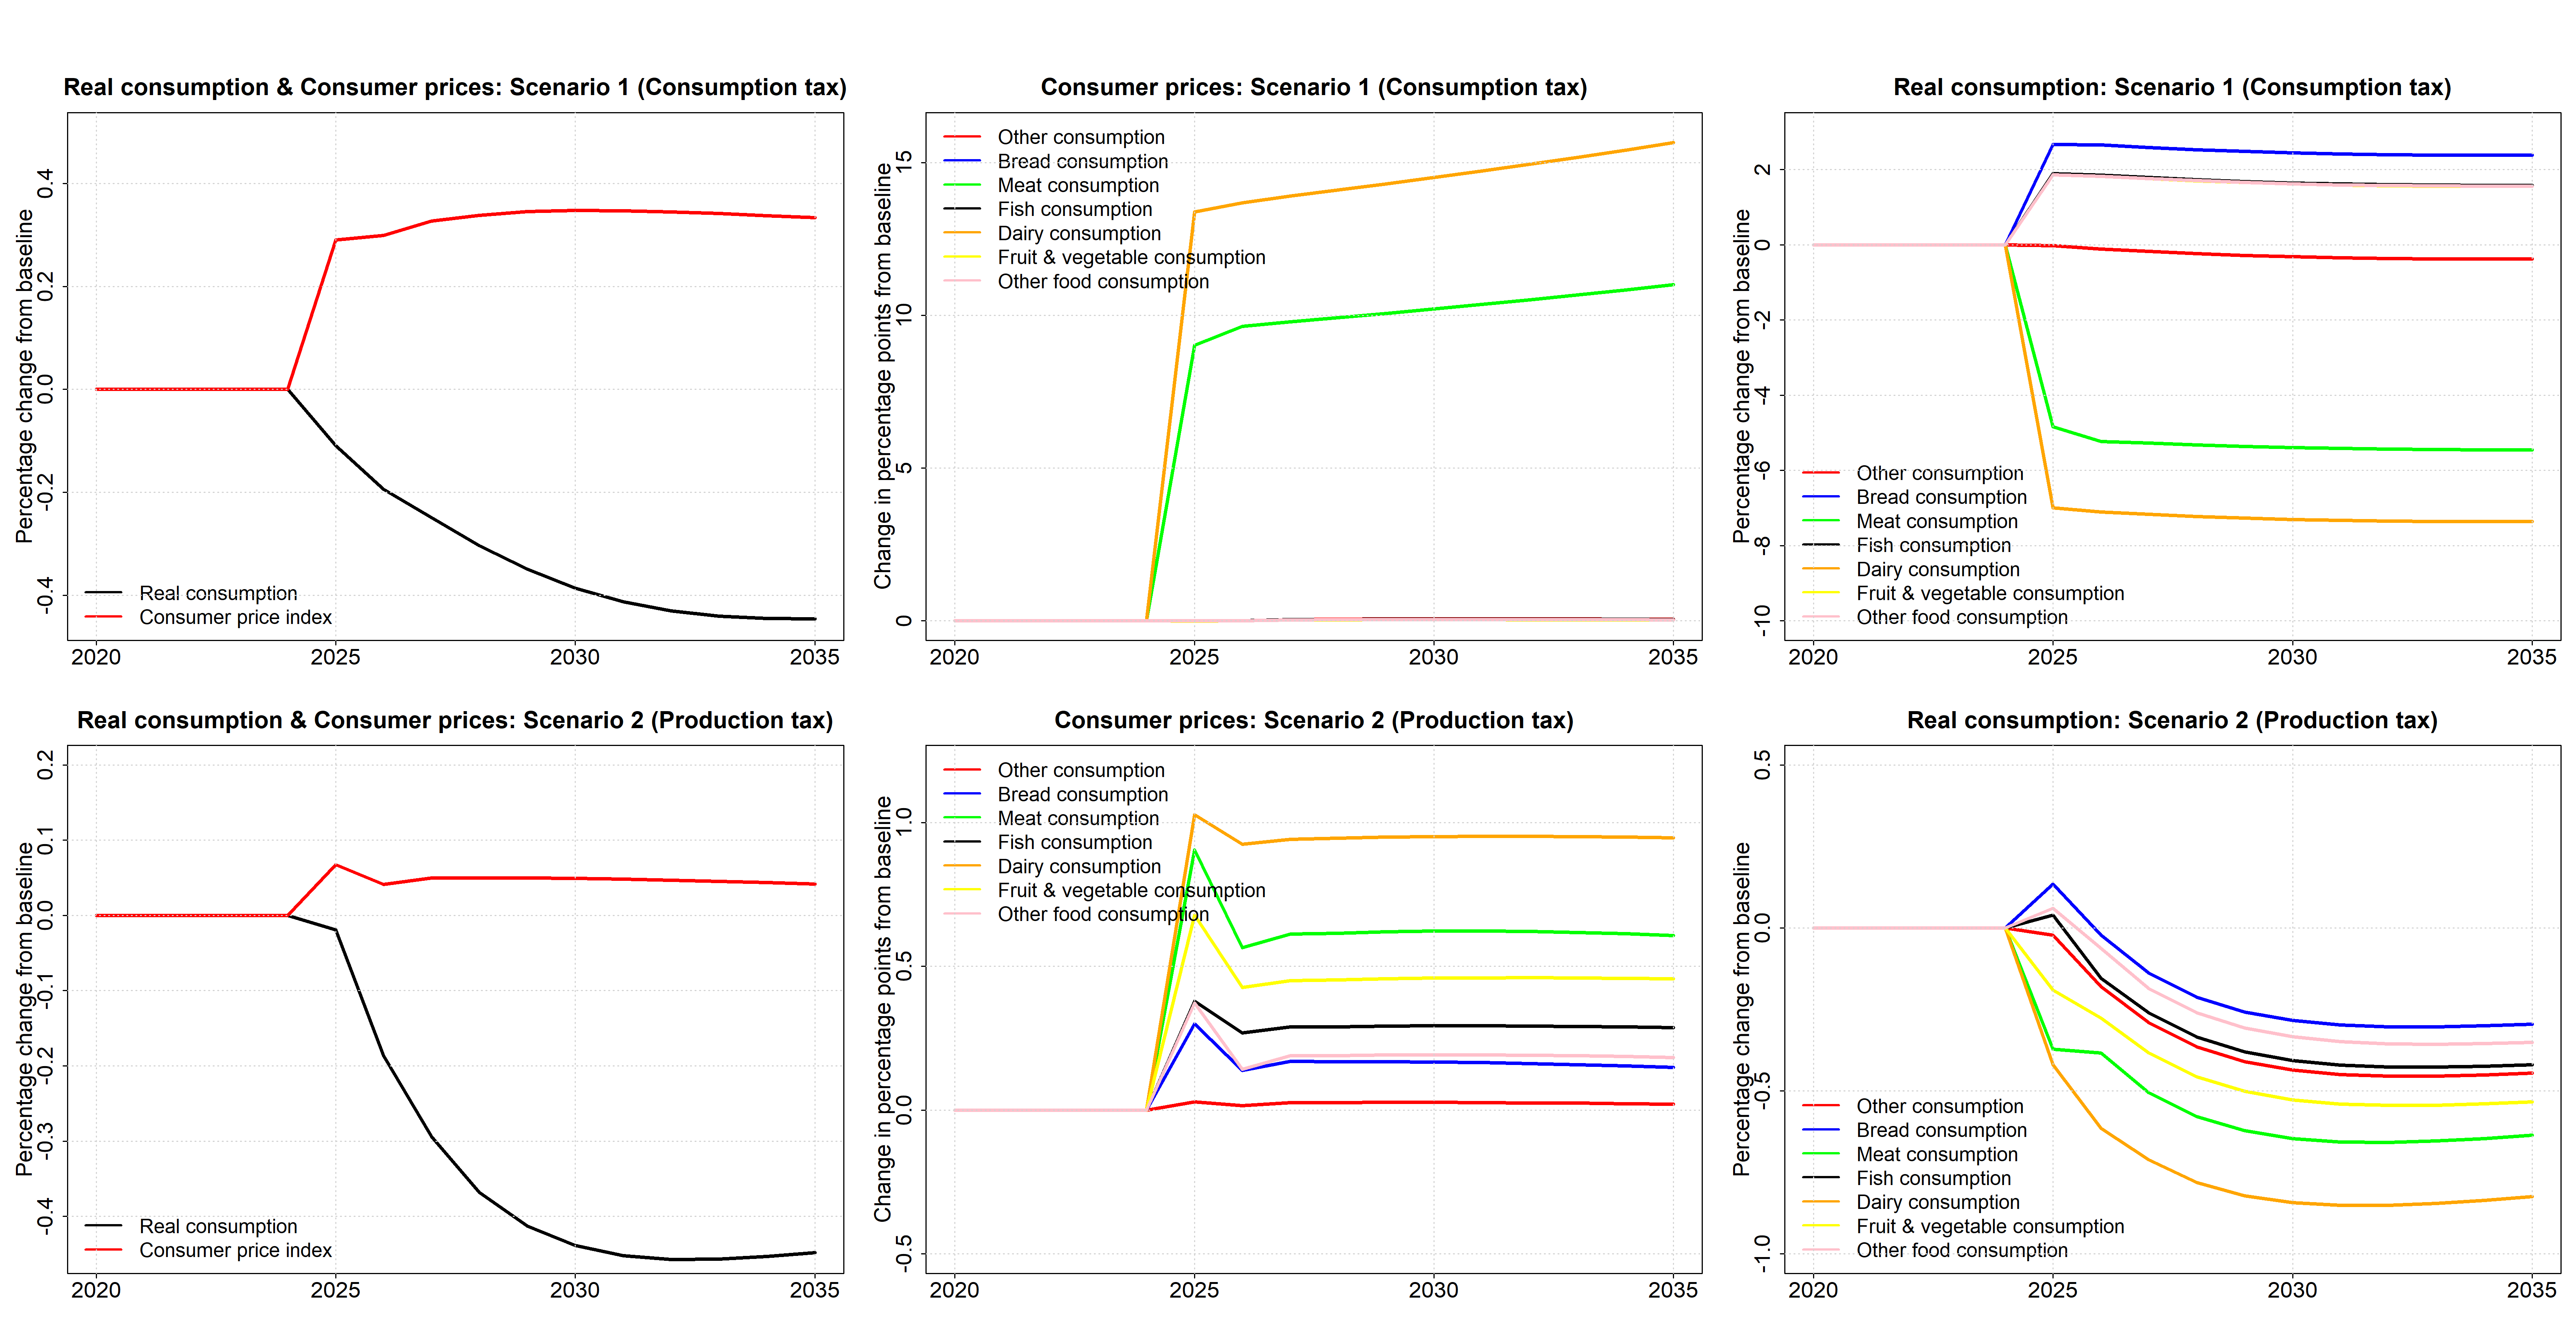 Real consumption & Consumer prices: Scenario 1 (Consumption tax)
Percentage change from baseline
0.4
0.2
0.0
-0.2
-0.4
Real consumption
Consumer price index
2020 2025 2030 2035
Consumer prices: Scenario 1 (Consumption tax)
Change in percentage points from baseline
15
10
5
0
Other consumption
Bread consumption
Meat consumption
Fish consumption
Dairy consumption
Fruit & vegetable consumption
Other food consumption
2020 2025 2030 2035
Real consumption: Scenario 1 (Consumption tax)
Percentage change from baseline
2
0
-2
-4
-6
-8
-10
Other consumption
Bread consumption
Meat consumption
Fish consumption
Dairy consumption
Fruit & vegetable consumption
Other food consumption
2020 2025 2030 2035
Real consumption & Consumer prices: Scenario 2 (Production tax)
Percentage change from baseline
0.2
0.1
0.0
-0.1
-0.2
-0.3
-0.4
Real consumption
Consumer price index
2020 2025 2030 2035
Consumer prices: Scenario 2 (Production tax)
Change in percentage points from baseline
1.0
0.5
0.0
-0.5
Other consumption
Bread consumption
Meat consumption
Fish consumption
Dairy consumption
Fruit & vegetable consumption
Other food consumption
2020 2025 2030 2035
Real consumption: Scenario 2 (Production tax)
Percentage change from baseline
0.5
0.0
-0.5
-1.0
Other consumption
Bread consumption
Meat consumption
Fish consumption
Dairy consumption
Fruit & vegetable consumption
Other food consumption
2020 2025 2030 2035